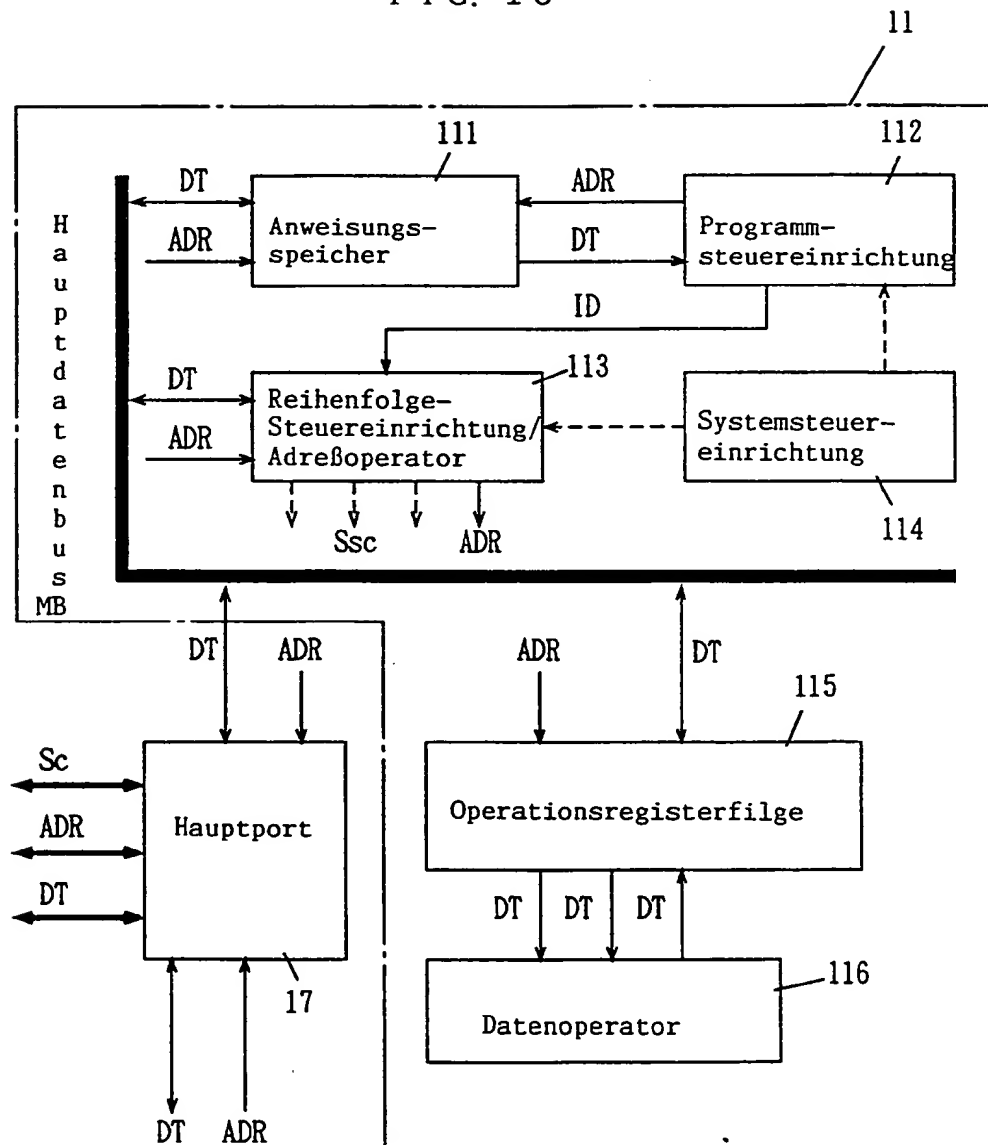 11
111
112
DT
ADR
Anweisungs-
speicher
ADR
DT
Programm-
steuereinrichtung
ID
113
DT
ADR
Reihenfolge-
Steuereinrichtung/
Adreßoperator
Systemsteuer-
einrichtung
114
Ssc
ADR
Hauptdatenbus
MB
DT
ADR
ADR
DT
115
Sc
ADR
DT
Hauptport
17
Operationsregisterfilge
DT
DT
DT
116
Datenoperator
DT
ADR